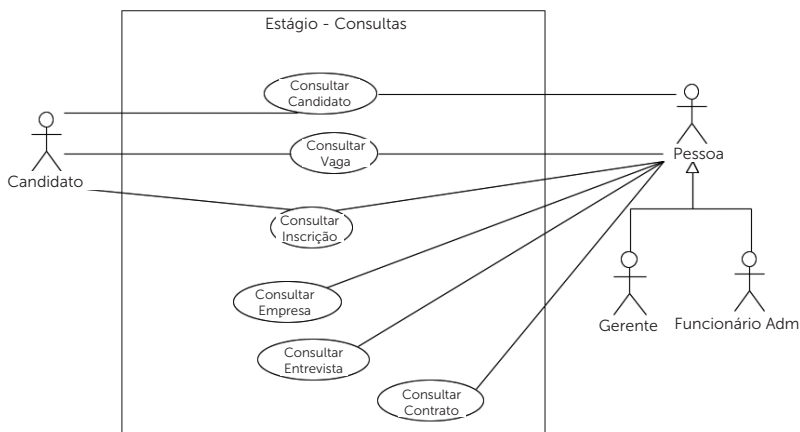 Estágio - Consultas
Consultar
Candidato
Consultar
Vaga
Pessoa
Candidato
Consultar
Inscrição
Consultar
Empresa
Gerente
Funcionário Adm
Consultar
Entrevista
Consultar
Contrato